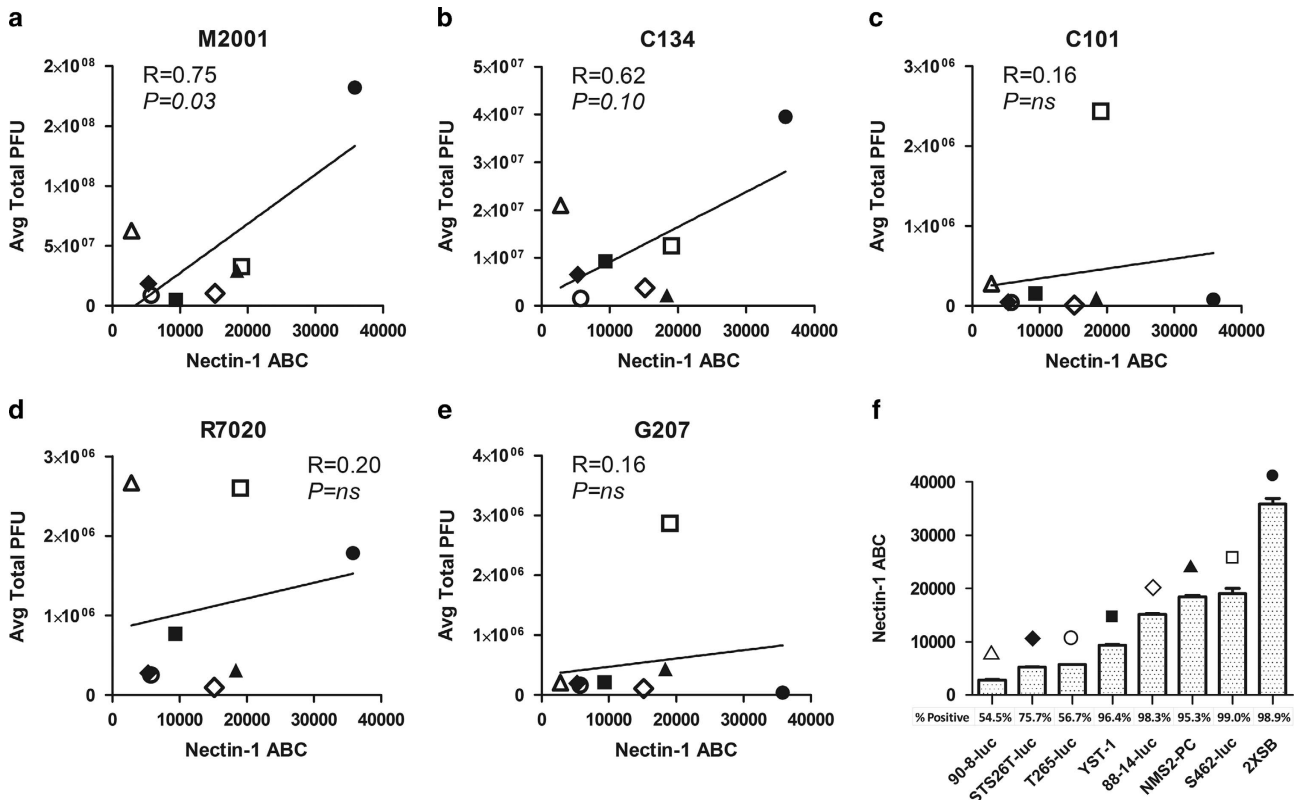 a
M2001
R=0.75
P=0.03
2×10⁰⁸
2×10⁰⁸
1×10⁰⁸
5×10⁰⁷
0
Avg Total PFU
0 10000 20000 30000 40000
Nectin-1 ABC
b
C134
R=0.62
P=0.10
5×10⁰⁷
4×10⁰⁷
3×10⁰⁷
2×10⁰⁷
1×10⁰⁷
0
Avg Total PFU
0 10000 20000 30000 40000
Nectin-1 ABC
c
C101
R=0.16
P=ns
3×10⁰⁶
2×10⁰⁶
1×10⁰⁶
0
Avg Total PFU
0 10000 20000 30000 40000
Nectin-1 ABC
d
R7020
R=0.20
P=ns
3×10⁰⁶
2×10⁰⁶
1×10⁰⁶
0
Avg Total PFU
0 10000 20000 30000 40000
Nectin-1 ABC
e
G207
R=0.16
P=ns
4×10⁰⁶
3×10⁰⁶
2×10⁰⁶
1×10⁰⁶
0
Avg Total PFU
0 10000 20000 30000 40000
Nectin-1 ABC
f
40000
30000
20000
10000
0
Nectin-1 ABC
% Positive 54.5% 75.7% 56.7% 96.4% 98.3% 95.3% 99.0% 98.9%
90-8-luc
STS26T-luc
T265-luc
YST-1
88-14-luc
NMS2-PC
S462-luc
2XSB